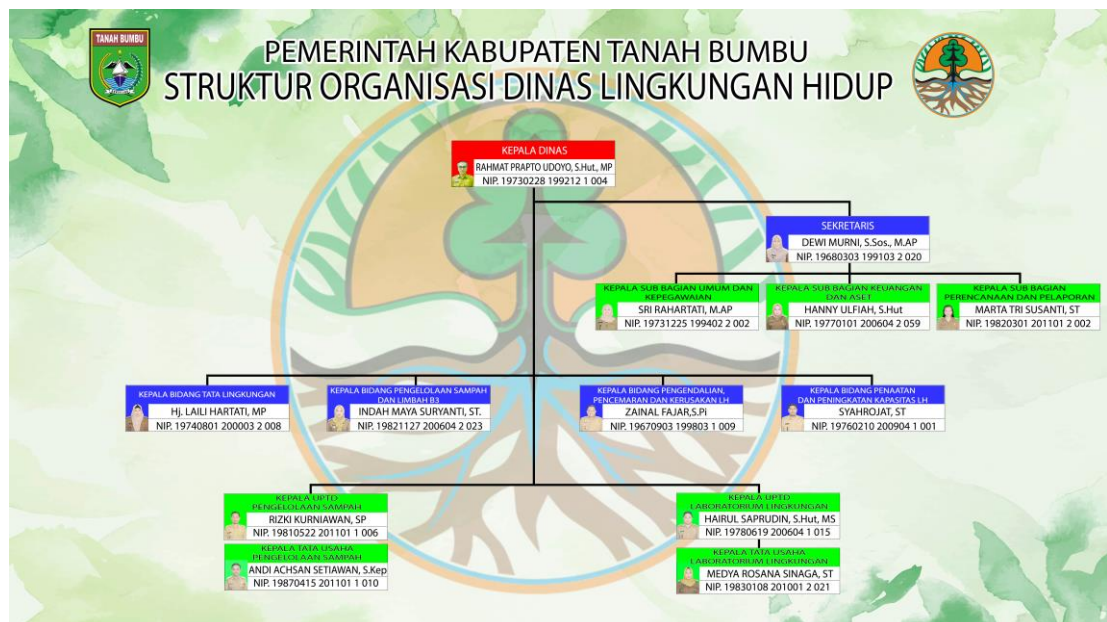 TANAH BUMBU
PEMERINTAH KABUPATEN TANAH BUMBU
STRUKTUR ORGANISASI DINAS LINGKUNGAN HIDUP
KEPALA DINAS
RAHMAT PRAPTO UDOYO, S.Hut., MP
NIP. 19730228 199212 1 004
SEKRETARIS
DEWI MURNI, S.Sos., M.AP
NIP. 19680303 199103 2 020
KEPALA SUB BAGIAN UMUM DAN
KEPEGAWAIAN
SRI RAHARTATI, M.AP
NIP. 19731225 199402 2 002
KEPALA SUB BAGIAN KEUANGAN
DAN ASET
HANNY ULFIAH, S.Hut
NIP. 19770101 200604 2 059
KEPALA SUB BAGIAN
PERENCANAAN DAN PELAPORAN
MARTA TRI SUSANTI, ST
NIP. 19820301 201101 2 002
KEPALA BIDANG TATA LINGKUNGAN
Hj. LAILI HARTATI, MP
NIP. 19740801 200003 2 008
KEPALA BIDANG PENGELOLAAN SAMPAH
DAN LIMBAH B3
INDAH MAYA SURYANTI, ST.
NIP. 19821127 200604 2 023
KEPALA BIDANG PENGENDALIAN,
PENCEMARAN DAN KERUSAKAN LH
ZAINAL FAJAR,S.Pi
NIP. 19670903 199803 1 009
KEPALA BIDANG PENAATAN
DAN PENINGKATAN KAPASITAS LH
SYAHROJAT, ST
NIP. 19760210 200904 1 001
KEPALA UPTD
PENGELOLAAN SAMPAH
RIZKI KURNIAWAN, SP
NIP. 19810522 201101 1 006
KEPALA TATA USAHA
PENGELOLAAN SAMPAH
ANDI ACHSAN SETIAWAN, S.Kep
NIP. 19870415 201101 1 010
KEPALA UPTD
LABORATORIUM LINGKUNGAN
HAIRUL SAPRUDIN, S.Hut, MS
NIP. 19780619 200604 1 015
KEPALA TATA USAHA
LABORATORIUM LINGKUNGAN
MEDYA ROSANA SINAGA, ST
NIP. 19830108 201001 2 021